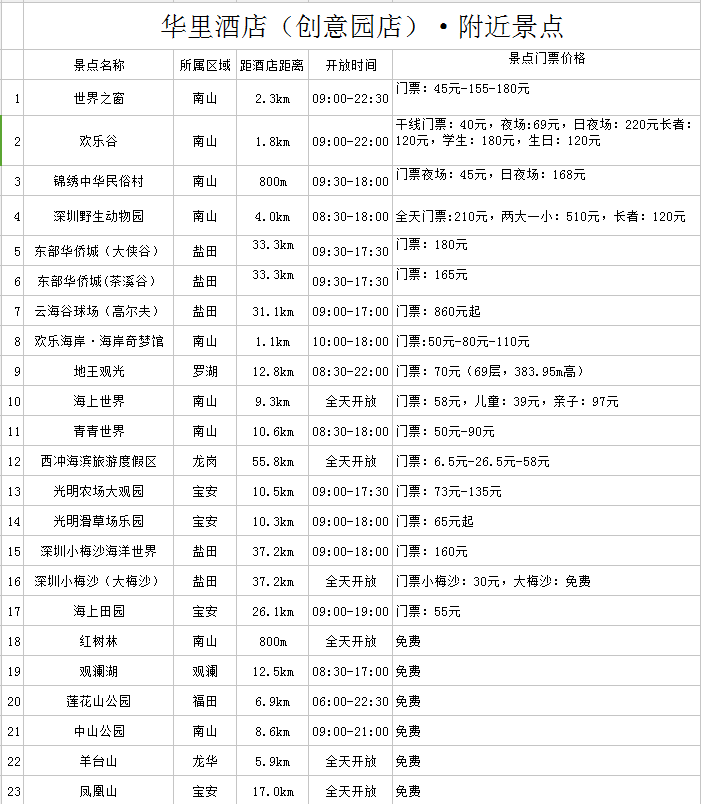 华里酒店（创意园店）·附近景点
景点名称 所属区域 距酒店距离 开放时间 景点门票价格
1 世界之窗 南山 2.3km 09:00-22:30 门票：45元-155-180元
2 欢乐谷 南山 1.8km 09:00-22:00 干线门票：40元，夜场:69元，日夜场：220元长者：
120元，学生：180元，生日：120元
3 锦绣中华民俗村 南山 800m 09:30-18:00 门票夜场：45元，日夜场：168元
4 深圳野生动物园 南山 4.0km 08:30-18:00 全天门票:210元，两大一小：510元，长者：120元
5 东部华侨城（大侠谷） 盐田 33.3km 09:30-17:30 门票：180元
6 东部华侨城(茶溪谷） 盐田 33.3km 09:30-17:30 门票：165元
7 云海谷球场（高尔夫） 盐田 31.1km 09:00-17:00 门票：860元起
8 欢乐海岸·海岸奇梦馆 南山 1.1km 10:00-18:00 门票:50元-80元-110元
9 地王观光 罗湖 12.8km 08:30-22:00 门票：70元（69层，383.95m高）
10 海上世界 南山 9.3km 全天开放 门票：58元，儿童：39元，亲子：97元
11 青青世界 南山 10.6km 08:30-18:00 门票：50元-90元
12 西冲海滨旅游度假区 龙岗 55.8km 全天开放 门票：6.5元-26.5元-58元
13 光明农场大观园 宝安 10.5km 09:00-17:30 门票：73元-135元
14 光明滑草场乐园 宝安 10.3km 09:00-18:00 门票：65元起
15 深圳小梅沙海洋世界 盐田 37.2km 09:00-18:00 门票：160元
16 深圳小梅沙（大梅沙） 盐田 37.2km 全天开放 门票小梅沙：30元，大梅沙：免费
17 海上田园 宝安 26.1km 09:00-19:00 门票：55元
18 红树林 南山 800m 全天开放 免费
19 观澜湖 观澜 12.5km 08:30-17:00 免费
20 莲花山公园 福田 6.9km 06:00-22:30 免费
21 中山公园 南山 8.6km 09:00-21:00 免费
22 羊台山 龙华 5.9km 全天开放 免费
23 凤凰山 宝安 17.0km 全天开放 免费